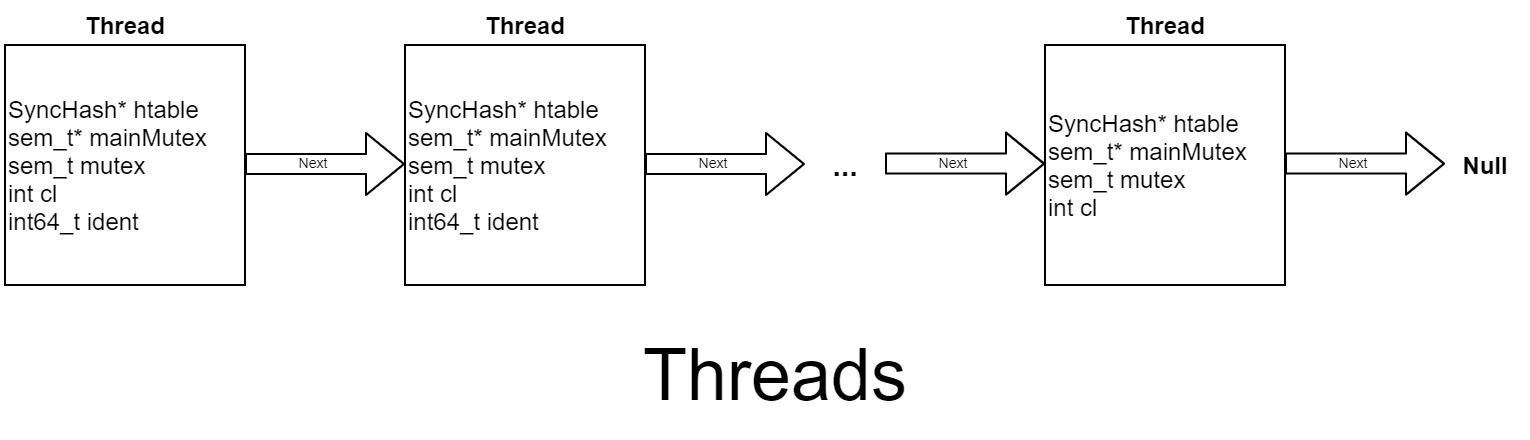 Thread
Thread
Thread
SyncHash* htable
sem_t* mainMutex
sem_t mutex
int cl
int64_t ident
Next
SyncHash* htable
sem_t* mainMutex
sem_t mutex
int cl
int64_t ident
Next
...
Next
SyncHash* htable
sem_t* mainMutex
sem_t mutex
int cl
Next
Null
Threads